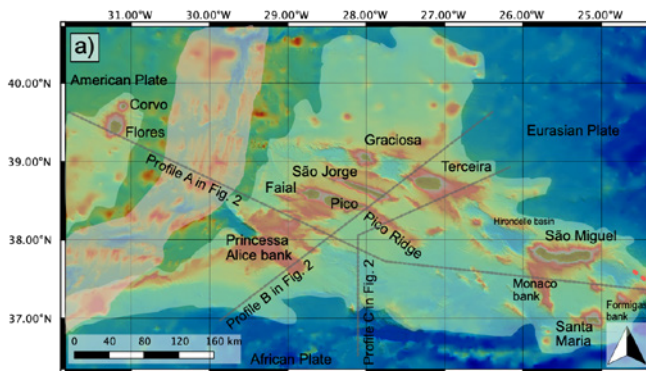 31.00°W 30.00°W 29.00°W 28.00°W 27.00°W 26.00°W 25.00°W
a)
40.00°N
American Plate
Corvo
Flores
Graciosa
Eurasian Plate
39.00°N
São Jorge
Terceira
Profile A in Fig. 2
Faial
Pico
Pico Ridge
Hironcelle basin
São Miguel
38.00°N
Princessa
Alice bank
Profile B in Fig. 2
Profile C in Fig. 2
Monaco
bank
Formigas
bank
37.00°N
Santa
Maria
0 40 80 120 160 km
African Plate